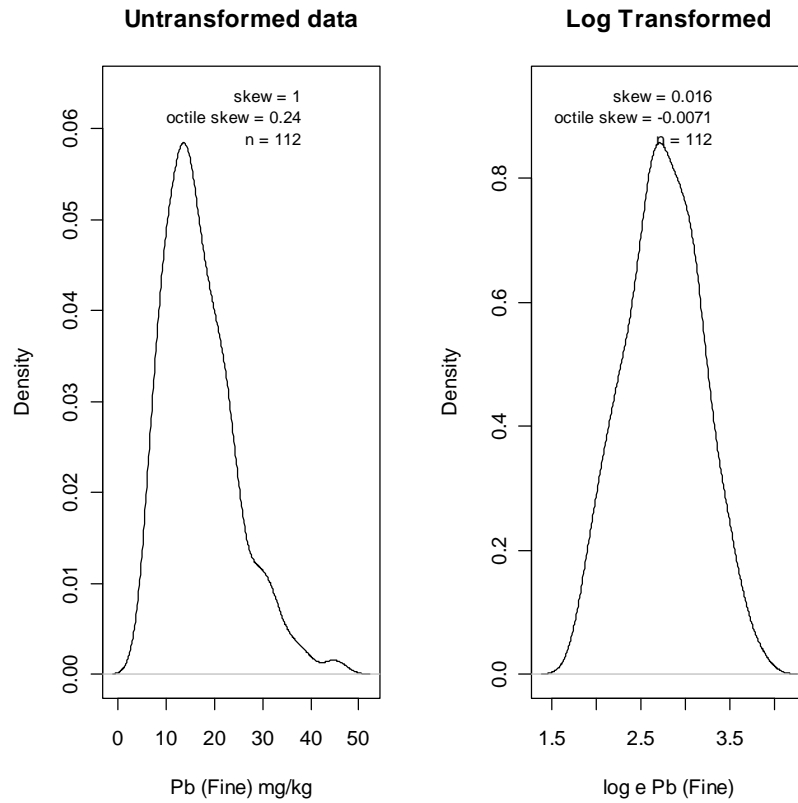 Untransformed data
skew = 1
octile skew = 0.24
n = 112
Density
0.00
0.01
0.02
0.03
0.04
0.05
0.06
0
10
20
30
40
50
Pb (Fine) mg/kg
Log Transformed
skew = 0.016
octile skew = -0.0071
n = 112
Density
0.0
0.2
0.4
0.6
0.8
1.5
2.5
3.5
log e Pb (Fine)